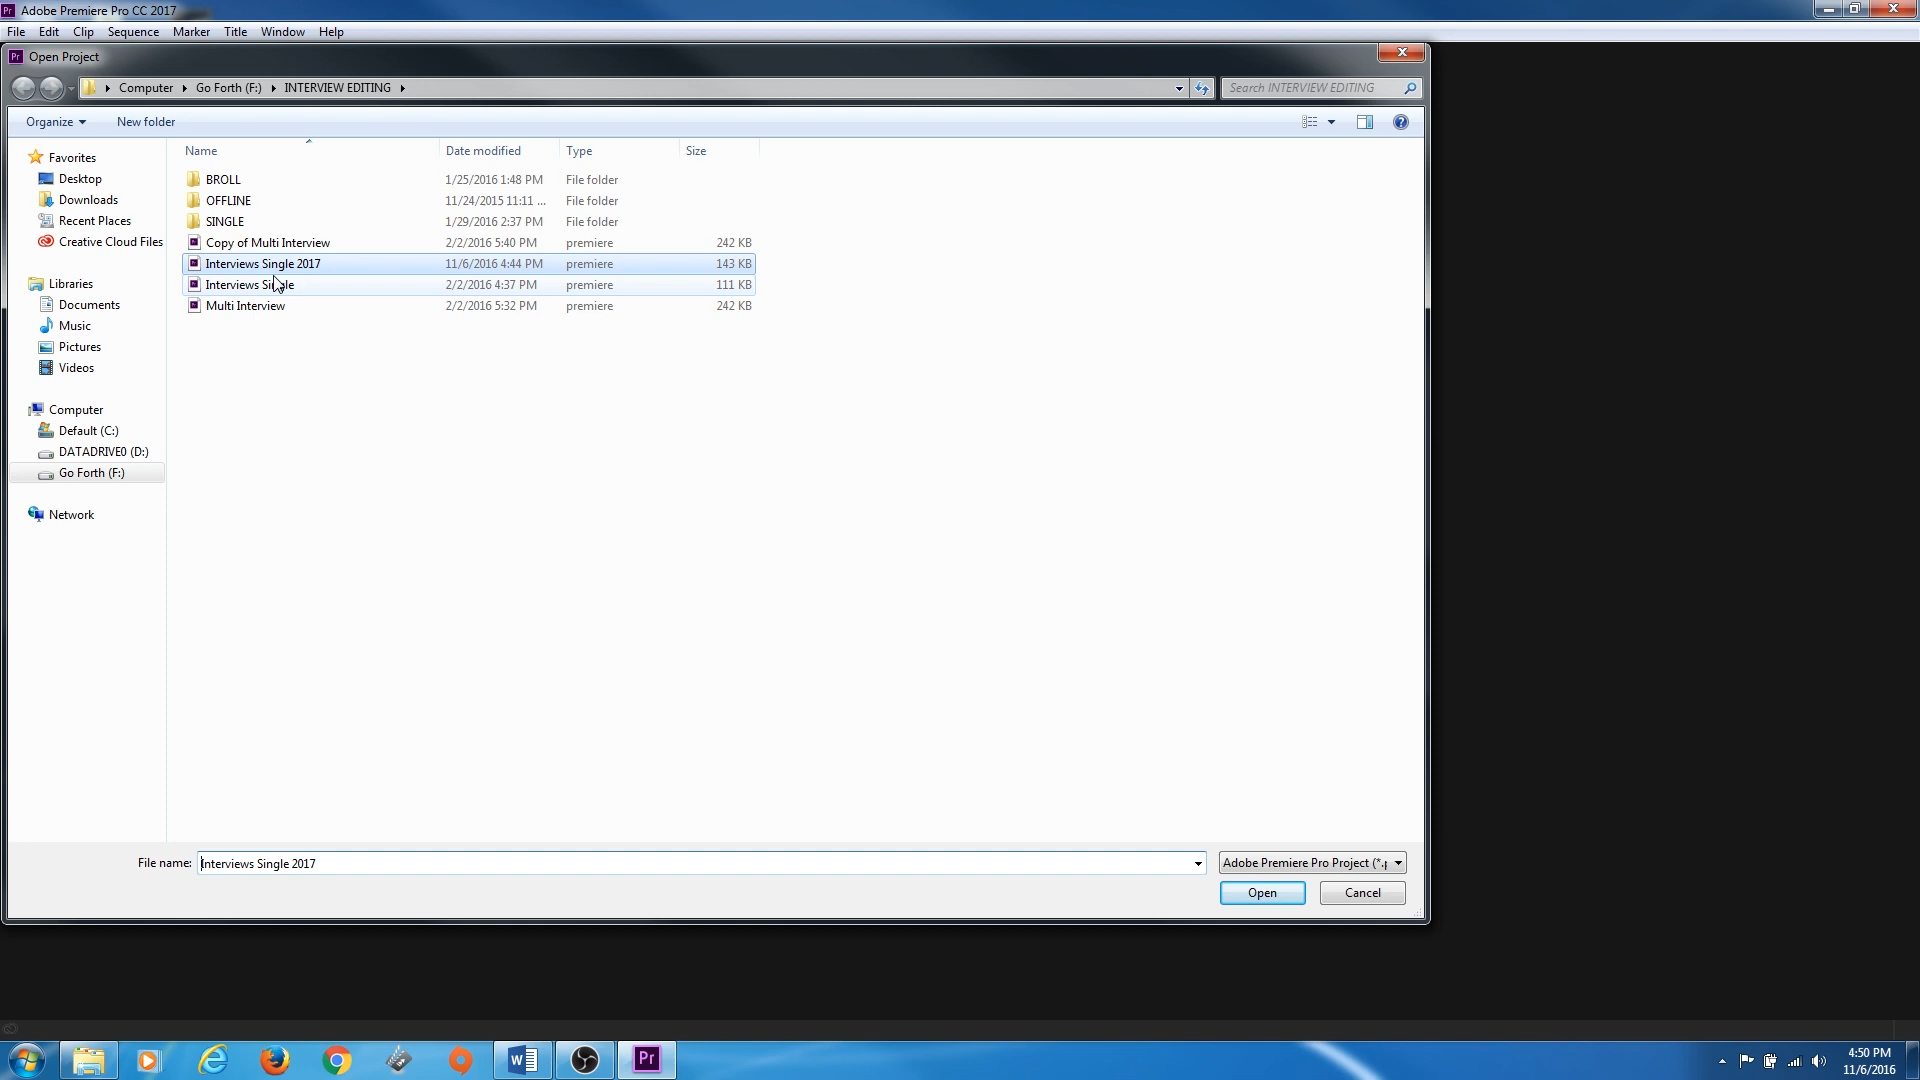 Pr Adobe Premiere Pro CC 2017
File Edit Clip Sequence Marker Title Window Help
Pr Open Project
Computer Go Forth (F:) INTERVIEW EDITING Search INTERVIEW EDITING
Organize New folder
Name Date modified Type Size
Favorites
Desktop
Downloads
Recent Places
Creative Cloud Files
Libraries
Documents
Music
Pictures
Videos
Computer
Default (C:)
DATADRIVE0 (D:)
Go Forth (F:)
Network
BROLL 1/25/2016 1:48 PM File folder
OFFLINE 11/24/2015 11:11 ... File folder
SINGLE 1/29/2016 2:37 PM File folder
Copy of Multi Interview 2/2/2016 5:40 PM premiere 242 KB
Interviews Single 2017 11/6/2016 4:44 PM premiere 143 KB
Interviews Single 2/2/2016 4:37 PM premiere 111 KB
Multi Interview 2/2/2016 5:32 PM premiere 242 KB
File name: Interviews Single 2017 Adobe Premiere Pro Project (*.p
Open Cancel
W Pr 4:50 PM
11/6/2016